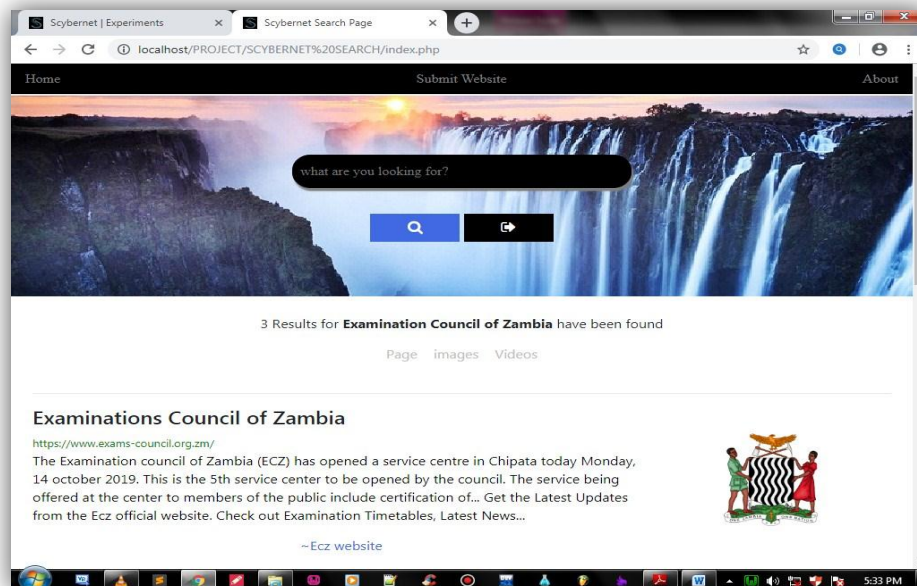 Scybernet | Experiments
Scybernet Search Page
localhost/PROJECT/SCYBERNET%20SEARCH/index.php
Home Submit Website About
what are you looking for?
3 Results for Examination Council of Zambia have been found
Page images Videos
Examinations Council of Zambia
https://www.exams-council.org.zm/
The Examination council of Zambia (ECZ) has opened a service centre in Chipata today Monday,
14 october 2019. This is the 5th service center to be opened by the council. The service being
offered at the center to members of the public include certification of... Get the Latest Updates
from the Ecz official website. Check out Examination Timetables, Latest News...
~Ecz website
5:33 PM